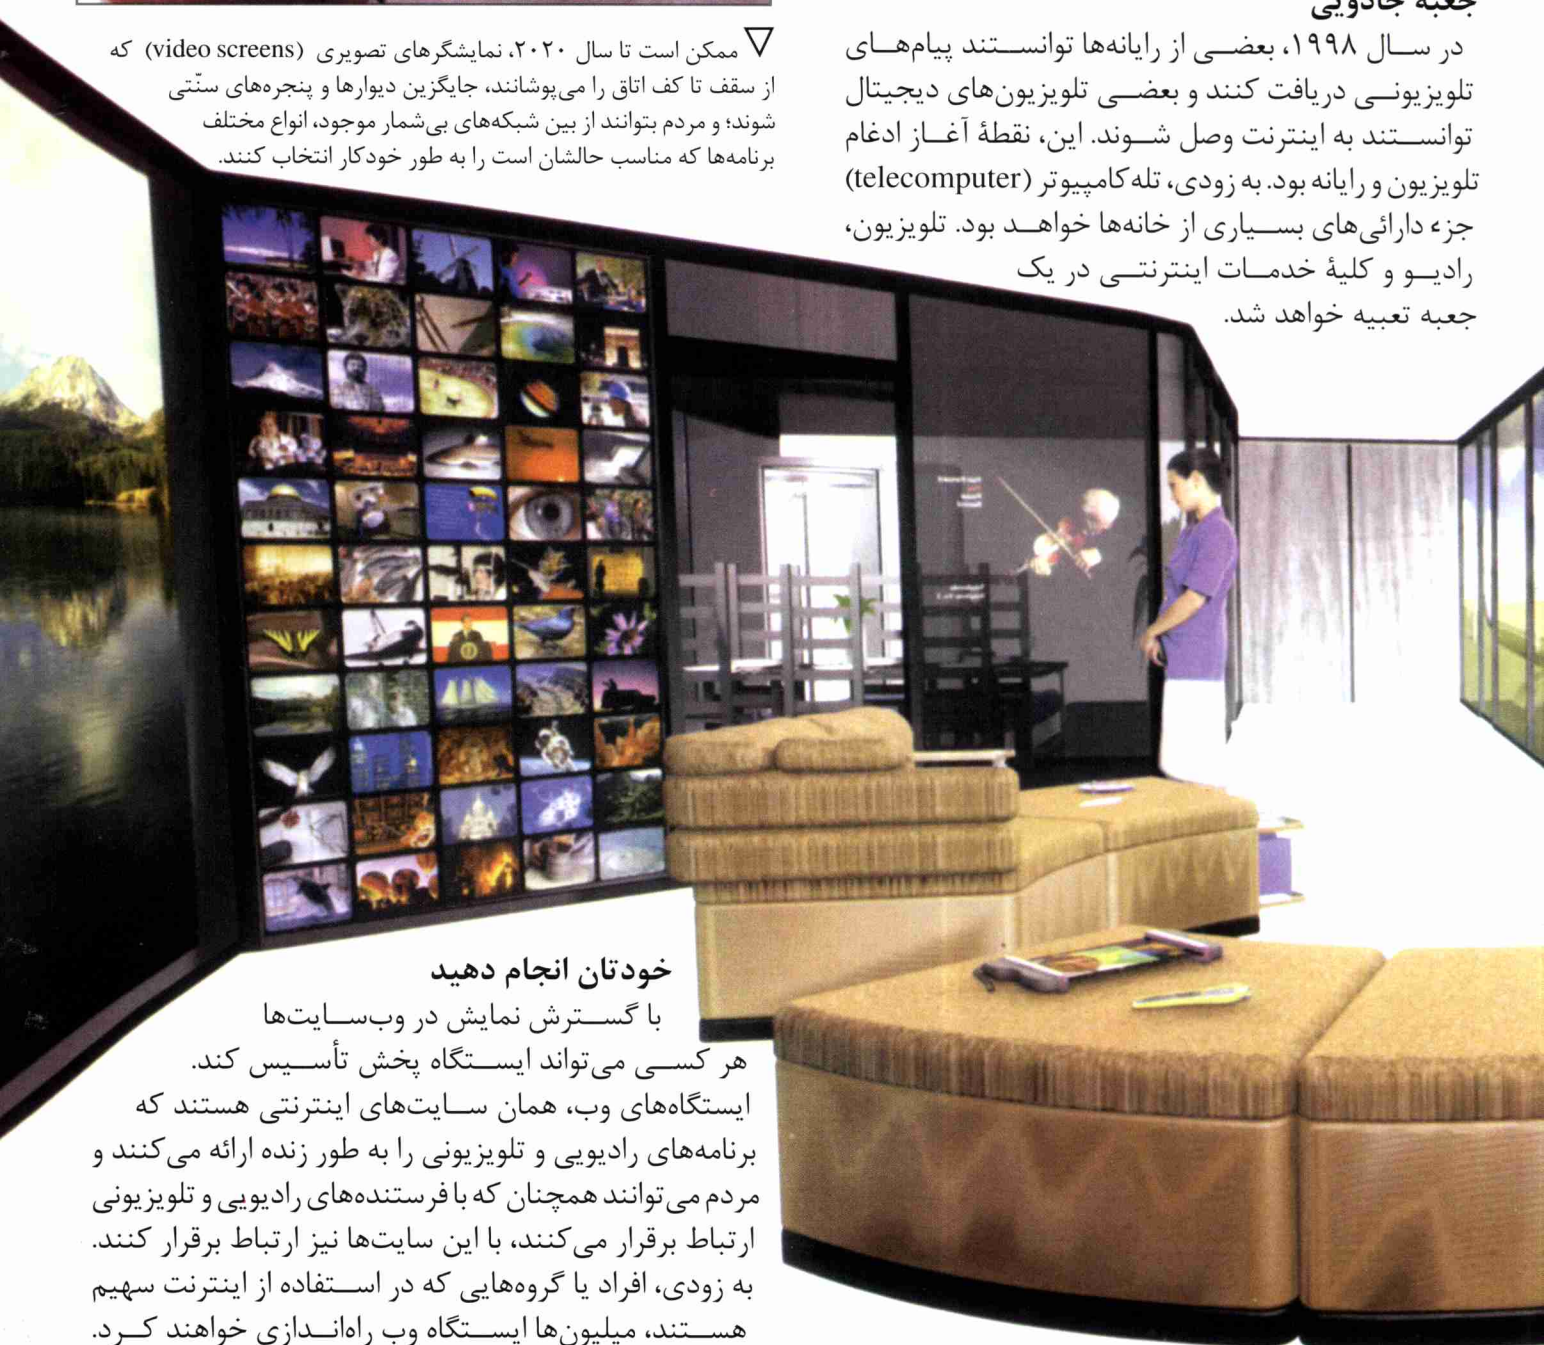 جعبه جادویی
در سال ۱۹۹۸، بعضی از رایانه‌ها توانستند پیام‌های
تلویزیونی دریافت کنند و بعضی تلویزیون‌های دیجیتال
توانستند به اینترنت وصل شوند. این، نقطهٔ آغاز ادغام
تلویزیون و رایانه بود. به زودی، تله‌کامپیوتر (telecomputer)
جزء دارائی‌های بسیاری از خانه‌ها خواهد بود. تلویزیون،
رادیو و کلیهٔ خدمات اینترنتی در یک
جعبه تعبیه خواهد شد.
▽ ممکن است تا سال ۲۰۲۰، نمایشگرهای تصویری (video screens) که
از سقف تا کف اتاق را می‌پوشانند، جایگزین دیوارها و پنجره‌های سنّتی
شوند؛ و مردم بتوانند از بین شبکه‌های بی‌شمار موجود، انواع مختلف
برنامه‌ها که مناسب حالشان است را به طور خودکار انتخاب کنند.
خودتان انجام دهید
با گسترش نمایش در وب‌سایت‌ها
هر کسی می‌تواند ایستگاه پخش تأسیس کند.
ایستگاه‌های وب، همان سایت‌های اینترنتی هستند که
برنامه‌های رادیویی و تلویزیونی را به طور زنده ارائه می‌کنند و
مردم می‌توانند همچنان که با فرستنده‌های رادیویی و تلویزیونی
ارتباط برقرار می‌کنند، با این سایت‌ها نیز ارتباط برقرار کنند.
به زودی، افراد یا گروه‌هایی که در استفاده از اینترنت سهیم
هستند، میلیون‌ها ایستگاه وب راه‌اندازی خواهند کرد.